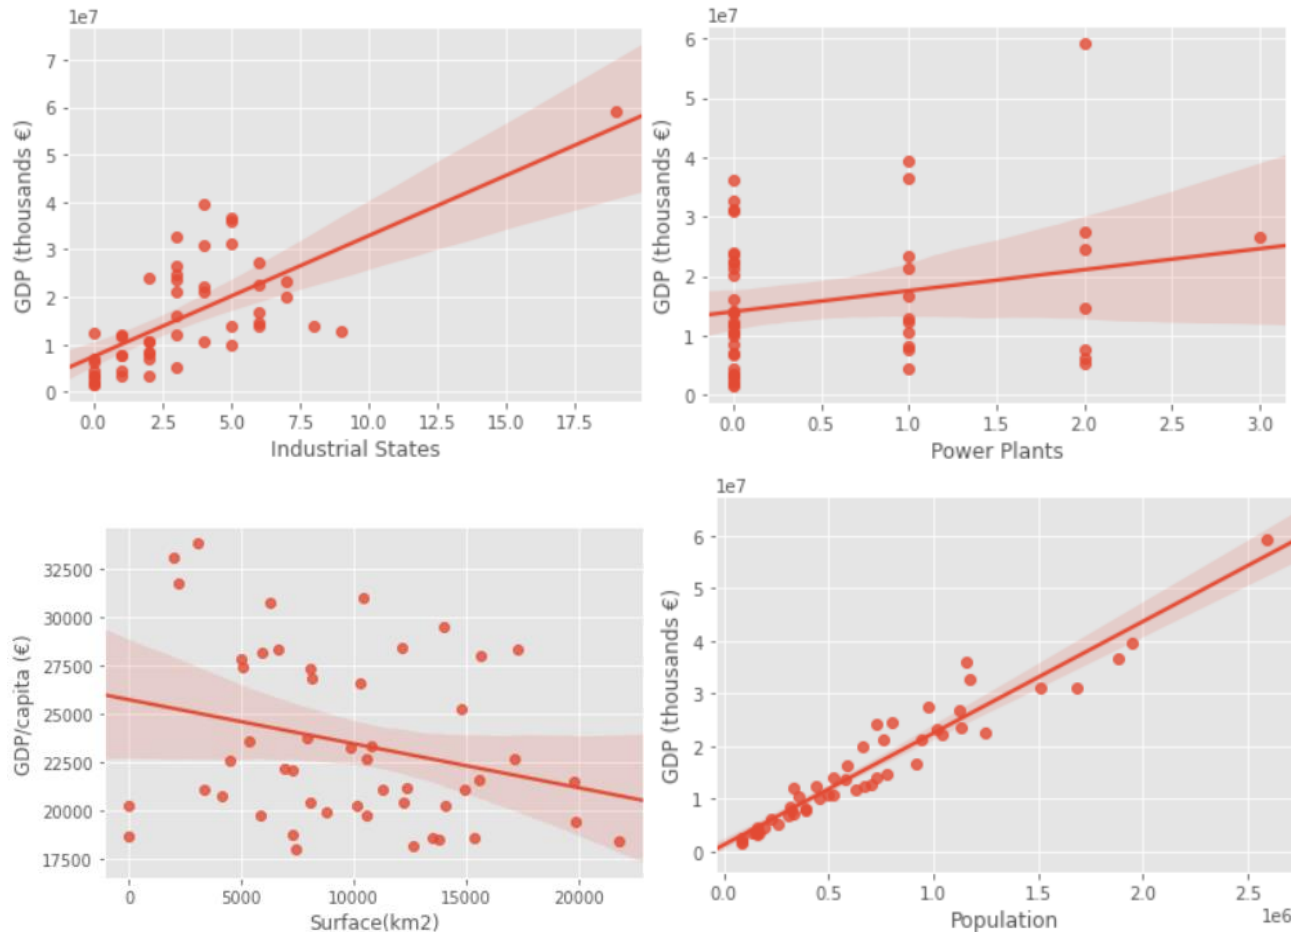 1e7
7
6
5
4
3
2
1
0
GDP (thousands €)
0.0 2.5 5.0 7.5 10.0 12.5 15.0 17.5
Industrial States
1e7
6
5
4
3
2
1
0
GDP (thousands €)
0.0 0.5 1.0 1.5 2.0 2.5 3.0
Power Plants
32500
30000
27500
25000
22500
20000
17500
GDP/capita (€)
0 5000 10000 15000 20000
Surface(km2)
1e7
6
5
4
3
2
1
0
GDP (thousands €)
0.0 0.5 1.0 1.5 2.0 2.5
Population
1e6